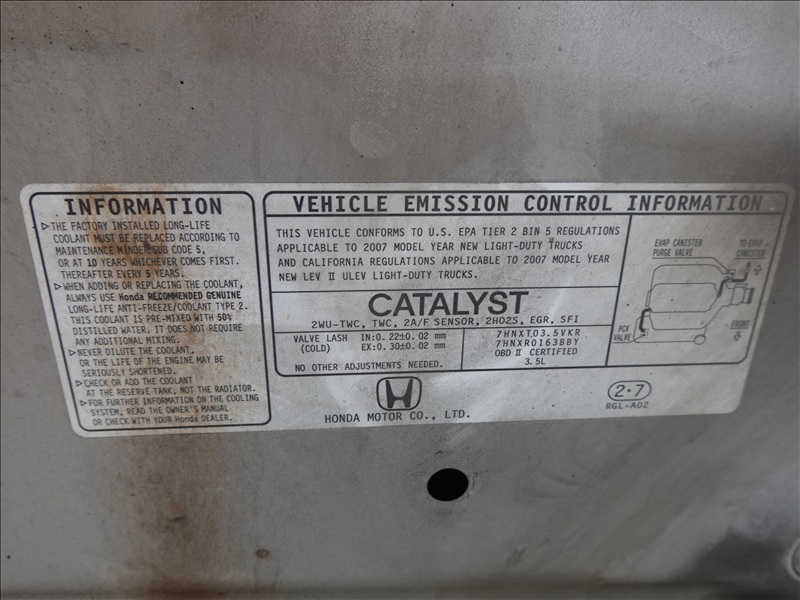 INFORMATION
▷THE FACTORY INSTALLED LONG-LIFE
COOLANT MUST BE REPLACED ACCORDING TO
MAINTENANCE MINDER SUB CODE 5,
OR AT 10 YEARS WHICHEVER COMES FIRST.
THEREAFTER EVERY 5 YEARS.
▷WHEN ADDING OR REPLACING THE COOLANT,
ALWAYS USE Honda RECOMMENDED GENUINE
LONG-LIFE ANTI-FREEZE/COOLANT TYPE 2.
THIS COOLANT IS PRE-MIXED WITH 50%
DISTILLED WATER. IT DOES NOT REQUIRE
ANY ADDITIONAL MIXING.
▷NEVER DILUTE THE COOLANT,
OR THE LIFE OF THE ENGINE MAY BE
SERIOUSLY SHORTENED.
▷CHECK OR ADD THE COOLANT
AT THE RESERVE TANK, NOT THE RADIATOR.
▷FOR FURTHER INFORMATION ON THE COOLING
SYSTEM, READ THE OWNER'S MANUAL
OR CHECK WITH YOUR Honda DEALER.
VEHICLE EMISSION CONTROL INFORMATION
THIS VEHICLE CONFORMS TO U.S. EPA TIER 2 BIN 5 REGULATIONS
APPLICABLE TO 2007 MODEL YEAR NEW LIGHT-DUTY TRUCKS
AND CALIFORNIA REGULATIONS APPLICABLE TO 2007 MODEL YEAR
NEW LEV II ULEV LIGHT-DUTY TRUCKS.
CATALYST
2WU-TWC, TWC, 2A/F SENSOR, 2HO2S, EGR, SFI
VALVE LASH IN:0.22±0.02 mm
(COLD) EX:0.30±0.02 mm
NO OTHER ADJUSTMENTS NEEDED.
7HNXT03.5VKR
7HNXR0163BBY
OBD II CERTIFIED
3.5L
EVAP CANISTER
PURGE VALVE
TO EVAP
CANISTER
PCV
VALVE
FRONT
HONDA MOTOR CO., LTD.
2-7
RGL-A02